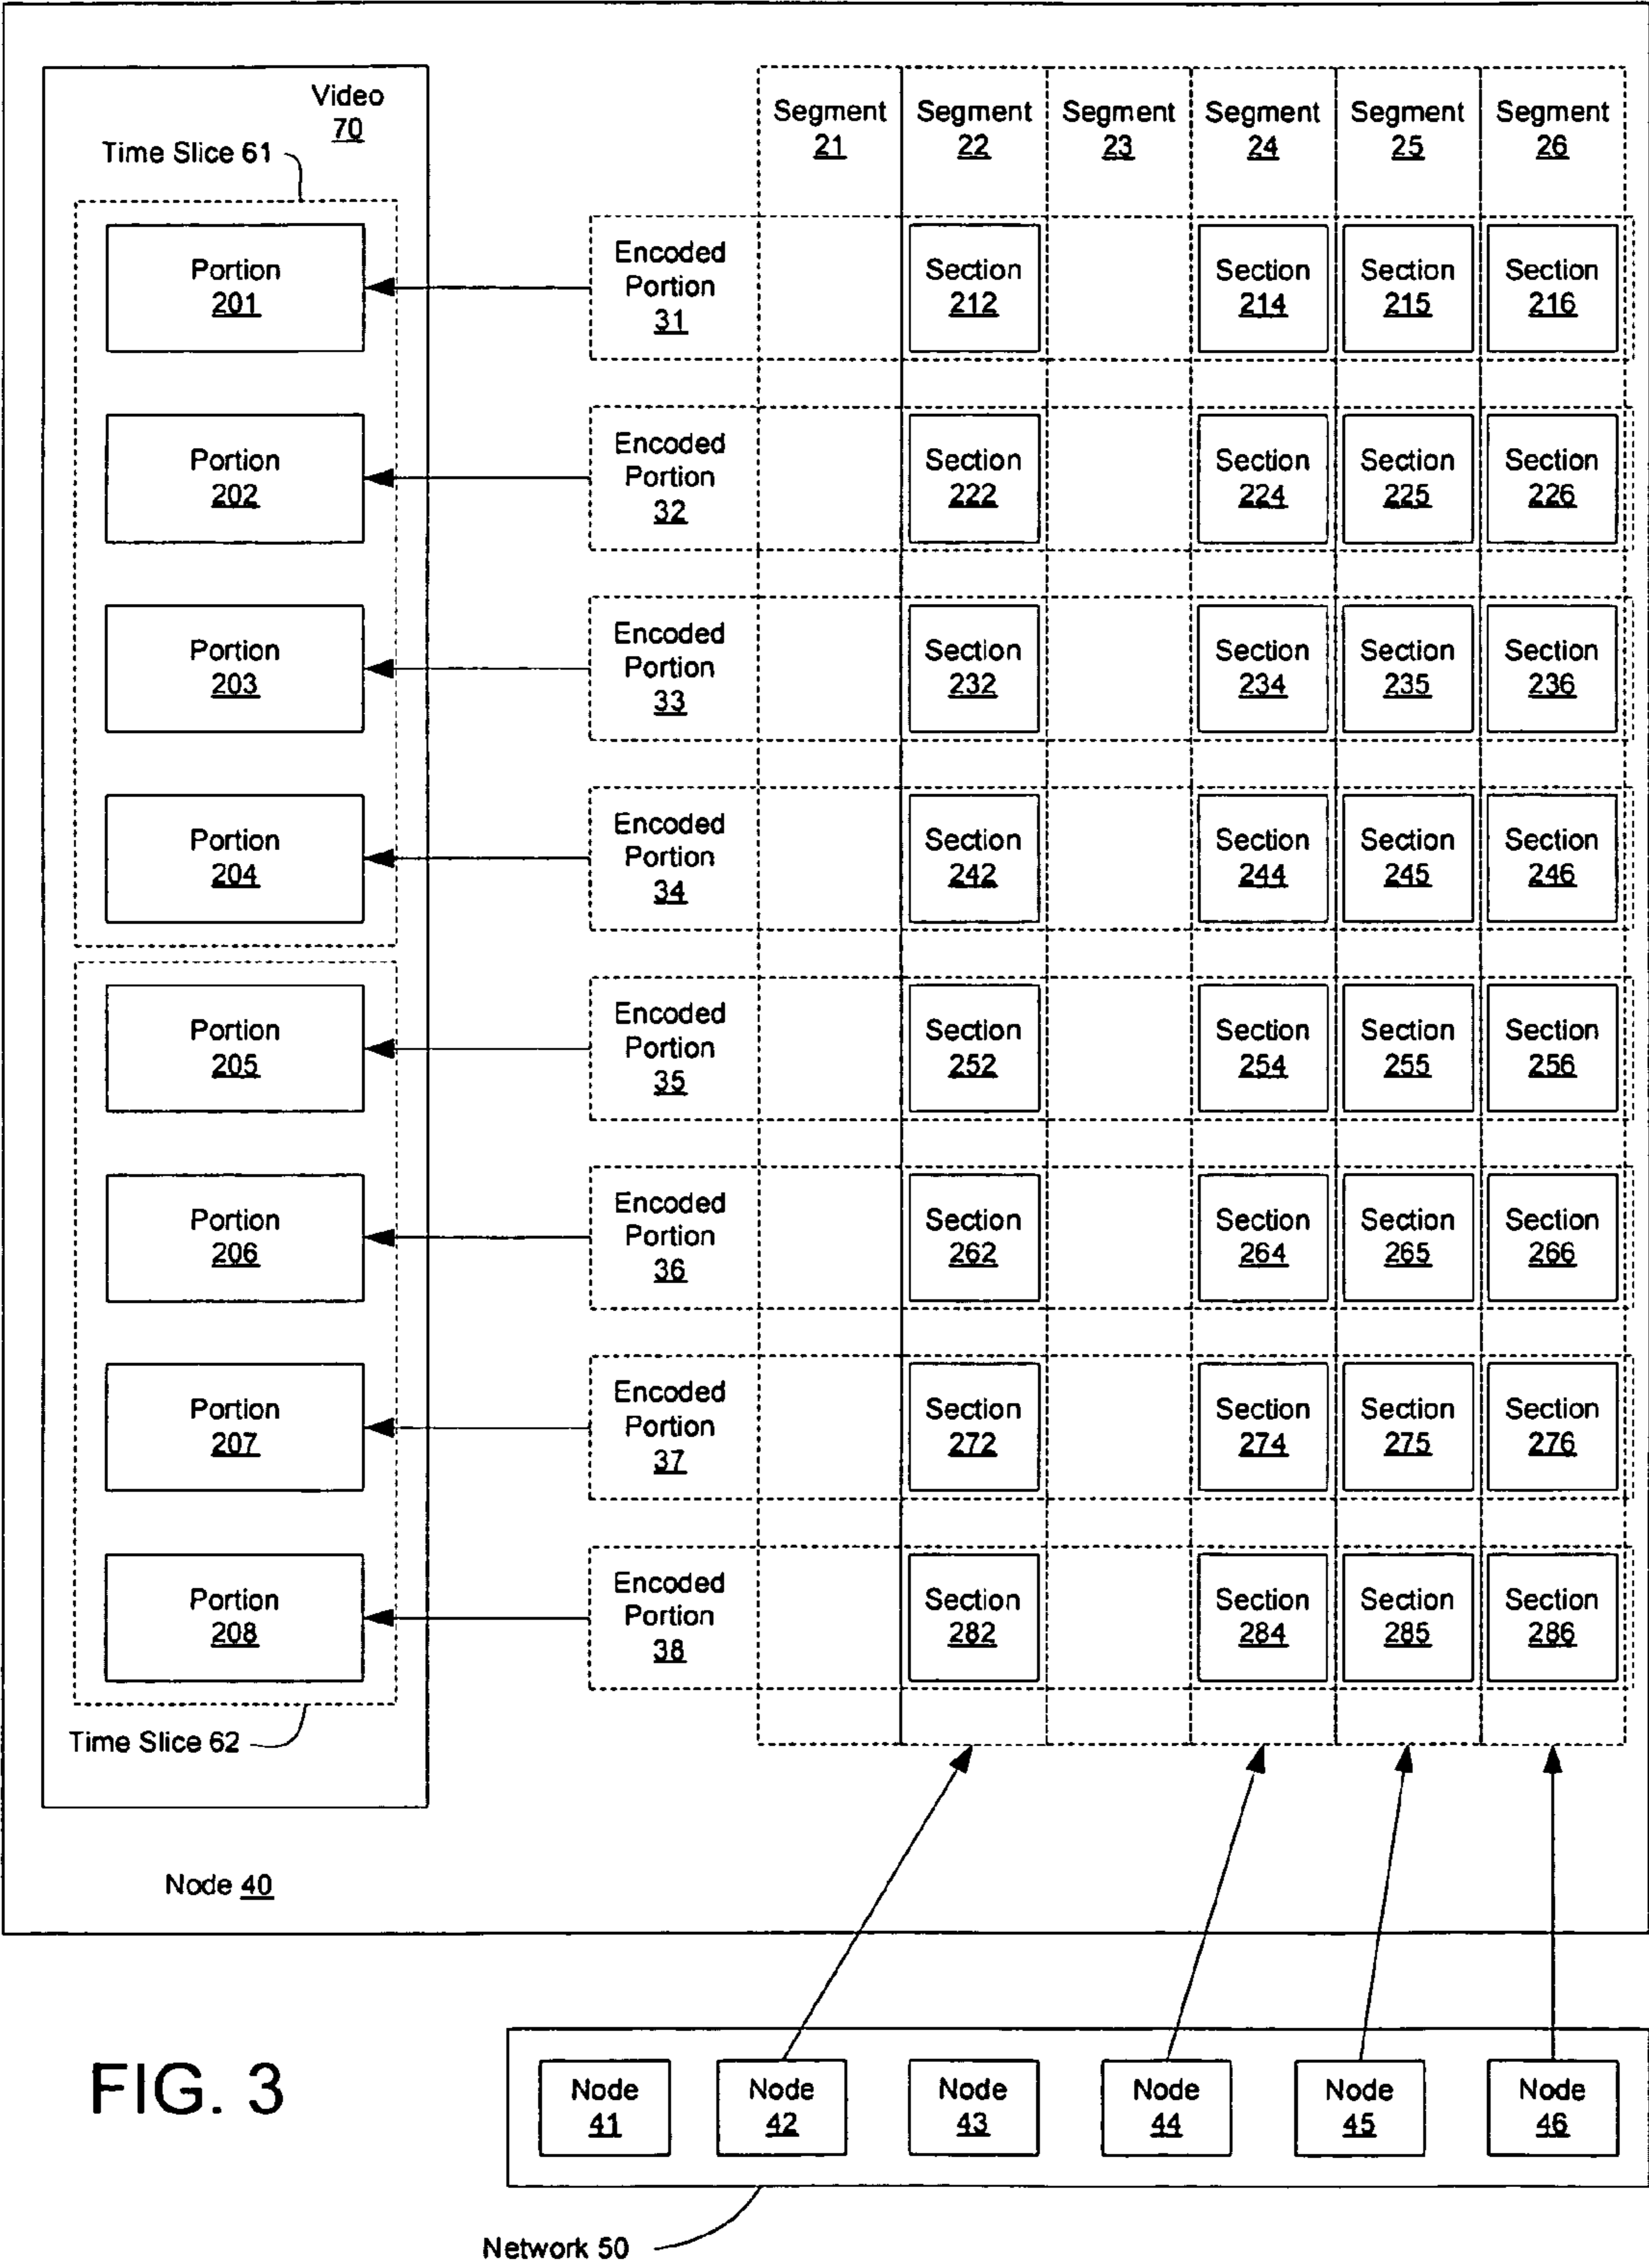 Video
70
Time Slice 61
Segment
21
Segment
22
Segment
23
Segment
24
Segment
25
Segment
26
Portion
201
Encoded
Portion
31
Section
212
Section
214
Section
215
Section
216
Portion
202
Encoded
Portion
32
Section
222
Section
224
Section
225
Section
226
Portion
203
Encoded
Portion
33
Section
232
Section
234
Section
235
Section
236
Portion
204
Encoded
Portion
34
Section
242
Section
244
Section
245
Section
246
Portion
205
Encoded
Portion
35
Section
252
Section
254
Section
255
Section
256
Portion
206
Encoded
Portion
36
Section
262
Section
264
Section
265
Section
266
Portion
207
Encoded
Portion
37
Section
272
Section
274
Section
275
Section
276
Portion
208
Encoded
Portion
38
Section
282
Section
284
Section
285
Section
286
Time Slice 62
Node 40
FIG. 3
Node
41
Node
42
Node
43
Node
44
Node
45
Node
46
Network 50